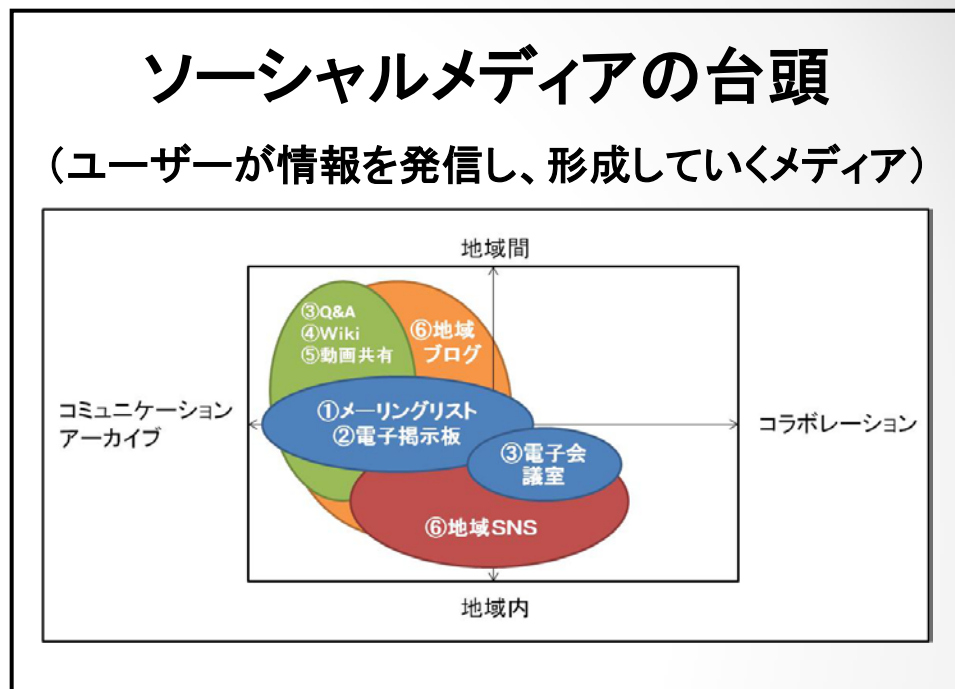 ソーシャルメディアの台頭
（ユーザーが情報を発信し、形成していくメディア）
地域間
③Q&A
④Wiki
⑤動画共有
⑥地域
ブログ
コミュニケーション
アーカイブ
①メーリングリスト
②電子掲示板
コラボレーション
③電子会
議室
⑥地域SNS
地域内